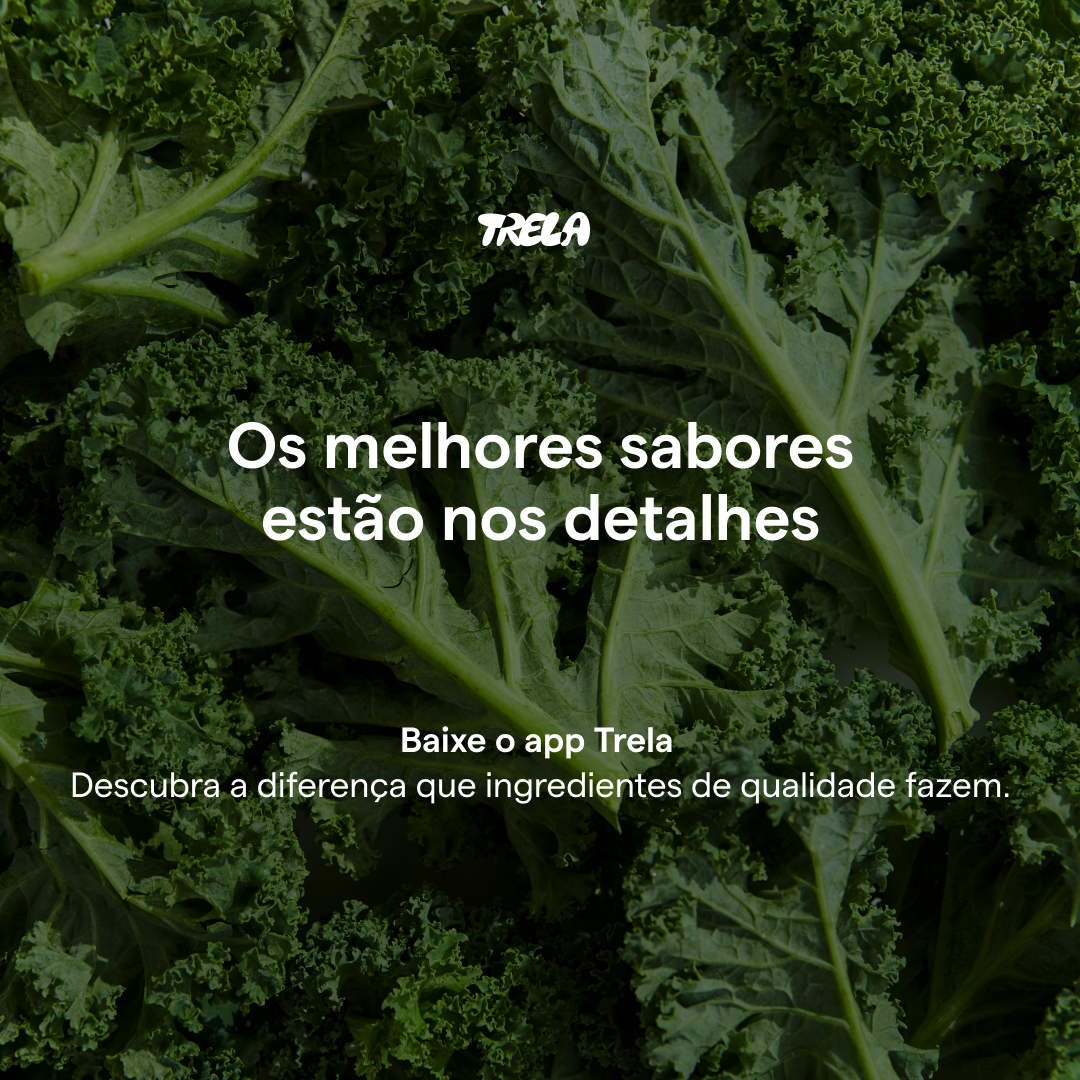 TRELA
Os melhores sabores
estão nos detalhes
Baixe o app Trela
Descubra a diferença que ingredientes de qualidade fazem.